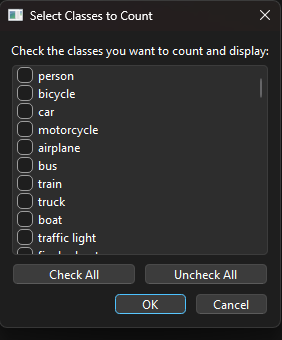 Select Classes to Count
Check the classes you want to count and display:
person
bicycle
car
motorcycle
airplane
bus
train
truck
boat
traffic light
Check All
Uncheck All
OK
Cancel